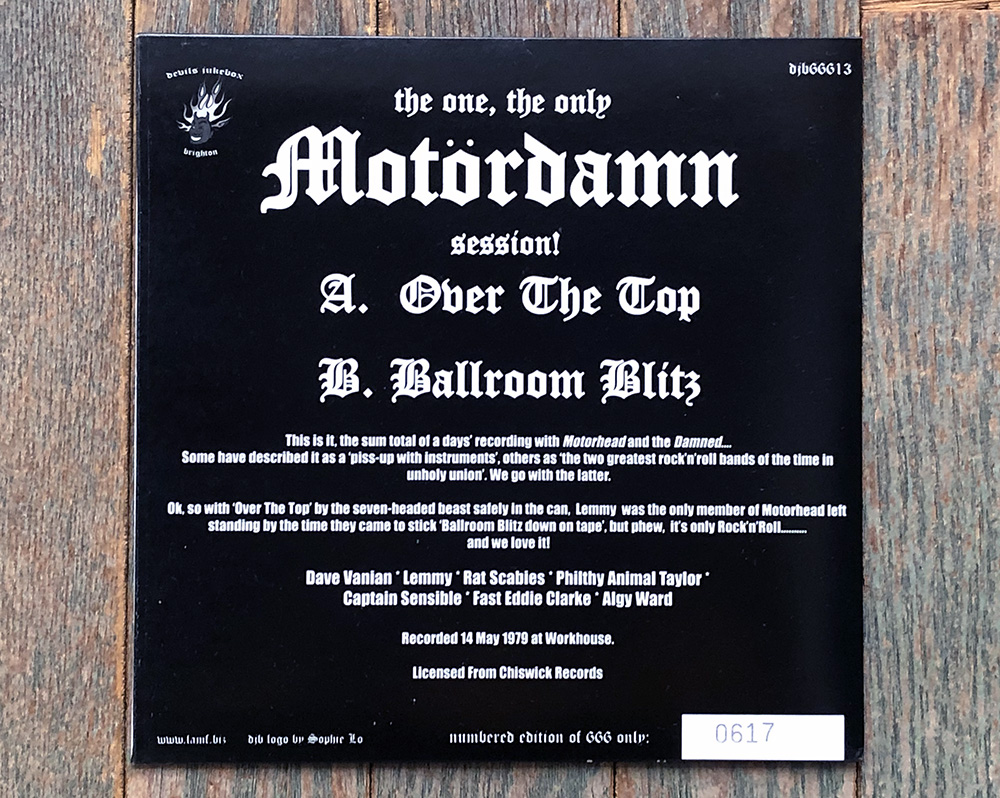 devils jukebox
brighton
djb66613
the one, the only
Motördamn
session!
A. Over The Top
B. Ballroom Blitz
This is it, the sum total of a days' recording with Motorhead and the Damned....
Some have described it as a 'piss-up with instruments', others as 'the two greatest rock'n'roll bands of the time in
unholy union'. We go with the latter.
Ok, so with 'Over The Top' by the seven-headed beast safely in the can, Lemmy was the only member of Motorhead left
standing by the time they came to stick 'Ballroom Blitz down on tape', but phew, it's only Rock'n'Roll.........
and we love it!
Dave Vanian * Lemmy * Rat Scabies * Philthy Animal Taylor *
Captain Sensible * Fast Eddie Clarke * Algy Ward
Recorded 14 May 1979 at Workhouse.
Licensed From Chiswick Records
www.lamf.biz djb logo by Sophie Lo numbered edition of 666 only: 0617